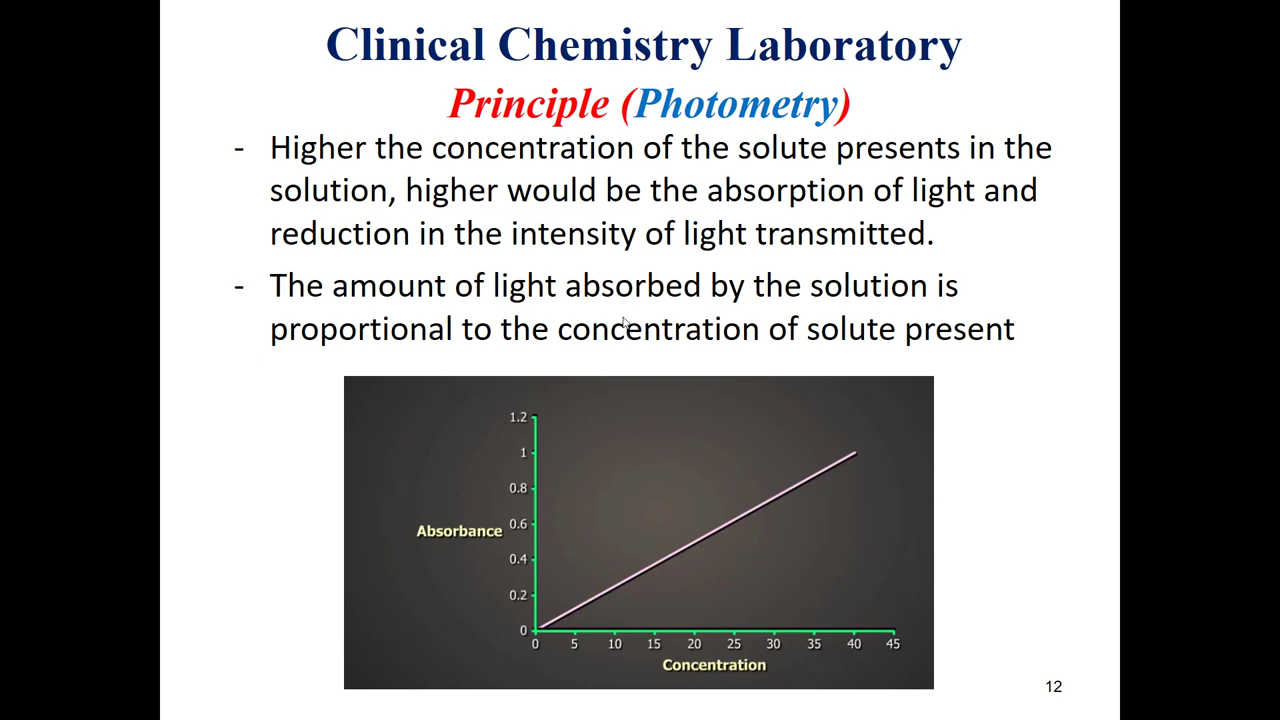 Clinical Chemistry Laboratory
Principle (Photometry)
- Higher the concentration of the solute presents in the
solution, higher would be the absorption of light and
reduction in the intensity of light transmitted.
- The amount of light absorbed by the solution is
proportional to the concentration of solute present
1.2
1
0.8
0.6
Absorbance
0.4
0.2
0
0 5 10 15 20 25 30 35 40 45
Concentration
12